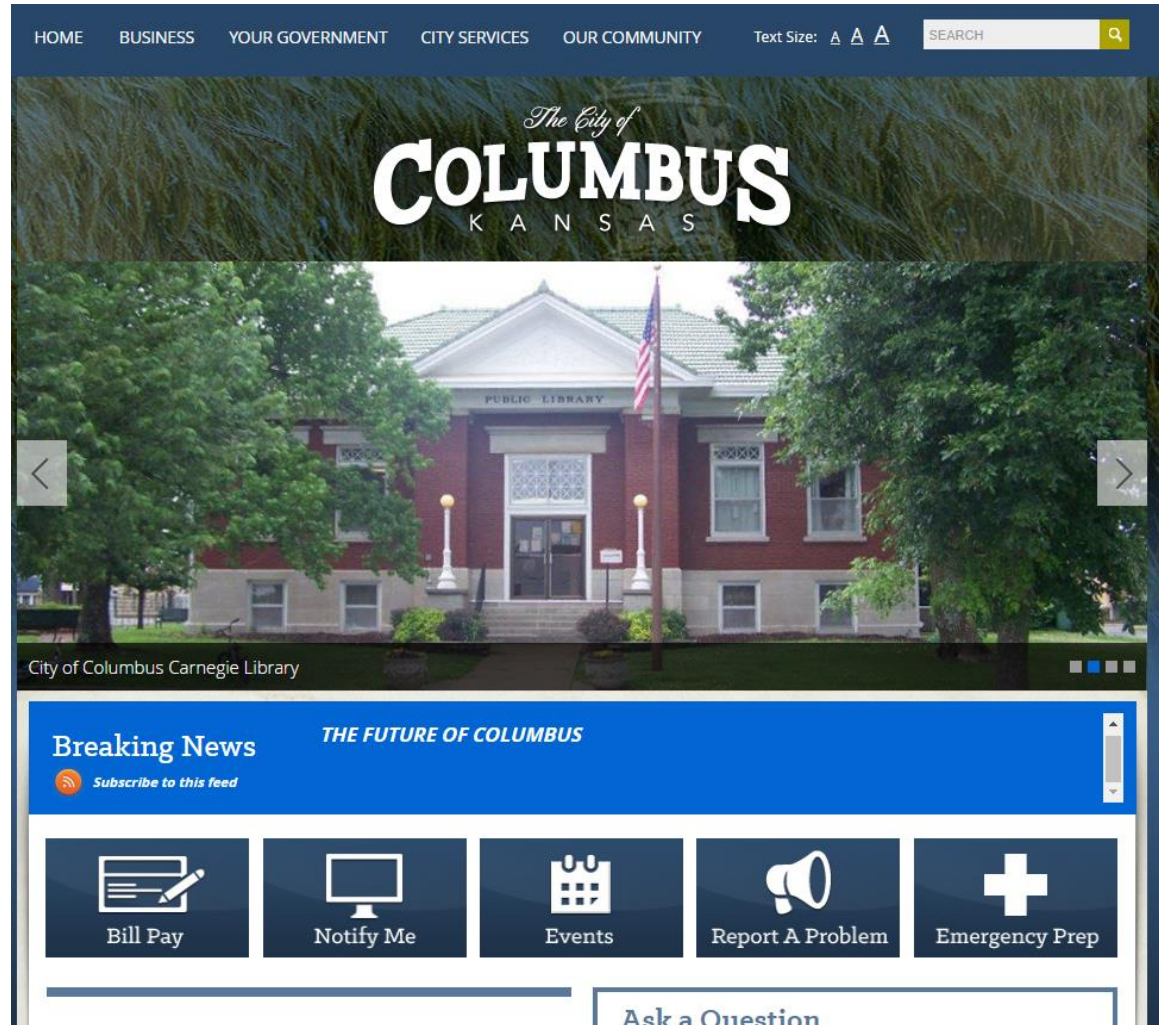 HOME BUSINESS YOUR GOVERNMENT CITY SERVICES OUR COMMUNITY Text Size: A A A SEARCH
The City of
COLUMBUS
KANSAS
PUBLIC LIBRARY
City of Columbus Carnegie Library
Breaking News THE FUTURE OF COLUMBUS
Subscribe to this feed
Bill Pay Notify Me Events Report A Problem Emergency Prep
Ask a Question